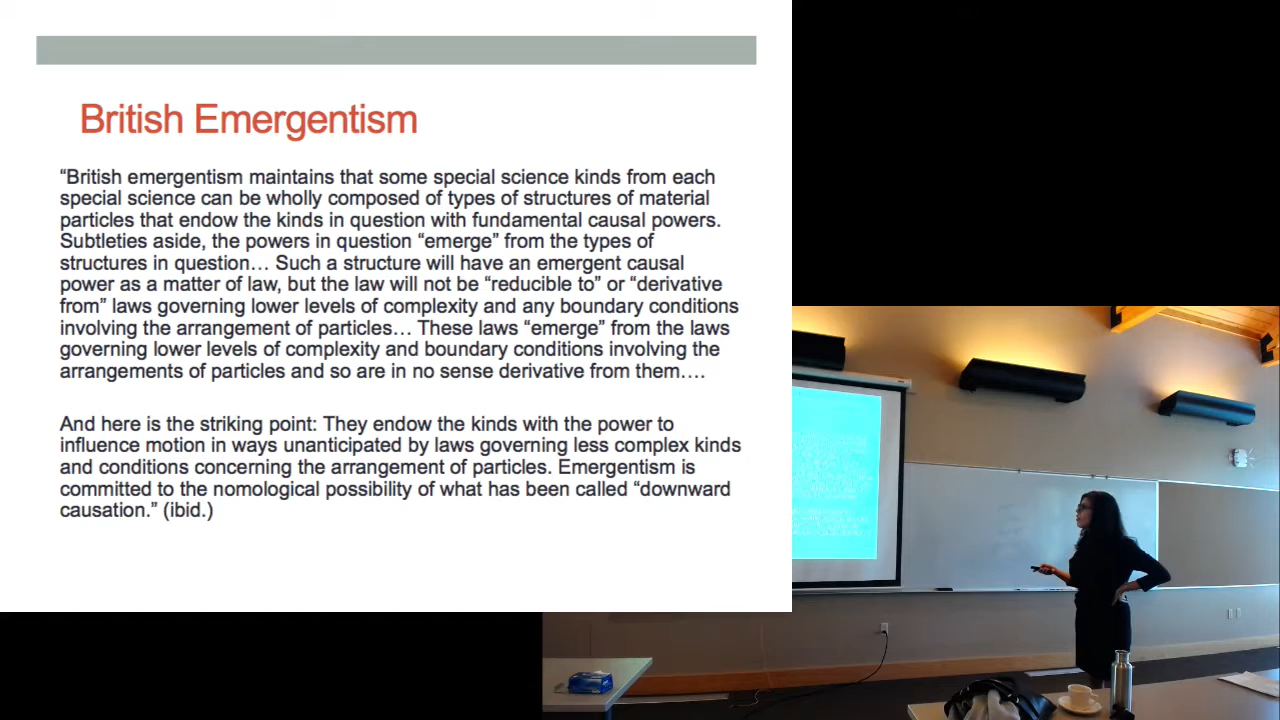 British Emergentism
“British emergentism maintains that some special science kinds from each
special science can be wholly composed of types of structures of material
particles that endow the kinds in question with fundamental causal powers.
Subtleties aside, the powers in question “emerge” from the types of
structures in question… Such a structure will have an emergent causal
power as a matter of law, but the law will not be “reducible to” or “derivative
from” laws governing lower levels of complexity and any boundary conditions
involving the arrangement of particles… These laws “emerge” from the laws
governing lower levels of complexity and boundary conditions involving the
arrangements of particles and so are in no sense derivative from them….
And here is the striking point: They endow the kinds with the power to
influence motion in ways unanticipated by laws governing less complex kinds
and conditions concerning the arrangement of particles. Emergentism is
committed to the nomological possibility of what has been called “downward
causation.” (ibid.)